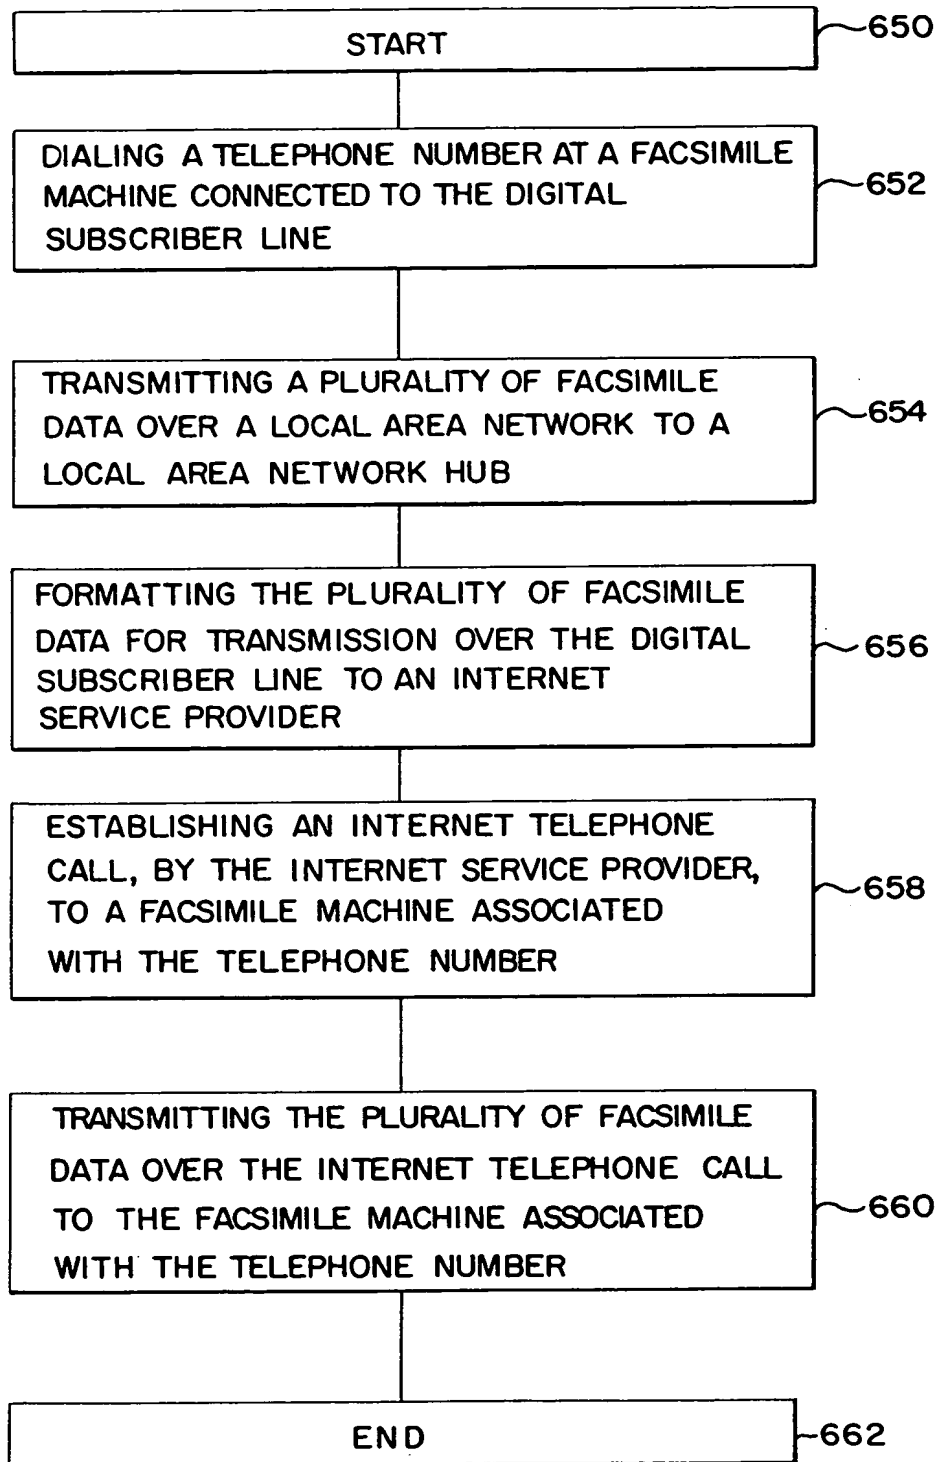 START
650
DIALING A TELEPHONE NUMBER AT A FACSIMILE
MACHINE CONNECTED TO THE DIGITAL
SUBSCRIBER LINE
652
TRANSMITTING A PLURALITY OF FACSIMILE
DATA OVER A LOCAL AREA NETWORK TO A
LOCAL AREA NETWORK HUB
654
FORMATTING THE PLURALITY OF FACSIMILE
DATA FOR TRANSMISSION OVER THE DIGITAL
SUBSCRIBER LINE TO AN INTERNET
SERVICE PROVIDER
656
ESTABLISHING AN INTERNET TELEPHONE
CALL, BY THE INTERNET SERVICE PROVIDER,
TO A FACSIMILE MACHINE ASSOCIATED
WITH THE TELEPHONE NUMBER
658
TRANSMITTING THE PLURALITY OF FACSIMILE
DATA OVER THE INTERNET TELEPHONE CALL
TO THE FACSIMILE MACHINE ASSOCIATED
WITH THE TELEPHONE NUMBER
660
END
662